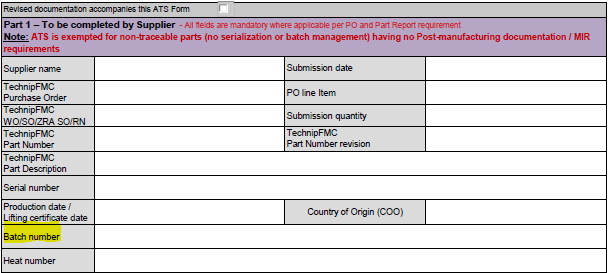 Revised documentation accompanies this ATS Form
Part 1 – To be completed by Supplier - All fields are mandatory where applicable per PO and Part Report requirement
Note: ATS is exempted for non-traceable parts (no serialization or batch management) having no Post-manufacturing documentation / MIR
requirements
Supplier name
Submission date
TechnipFMC
Purchase Order
PO line Item
TechnipFMC
WO/SO/ZRA SO/RN
Submission quantity
TechnipFMC
Part Number
TechnipFMC
Part Number revision
TechnipFMC
Part Description
Serial number
Production date /
Lifting certificate date
Country of Origin (COO)
Batch number
Heat number